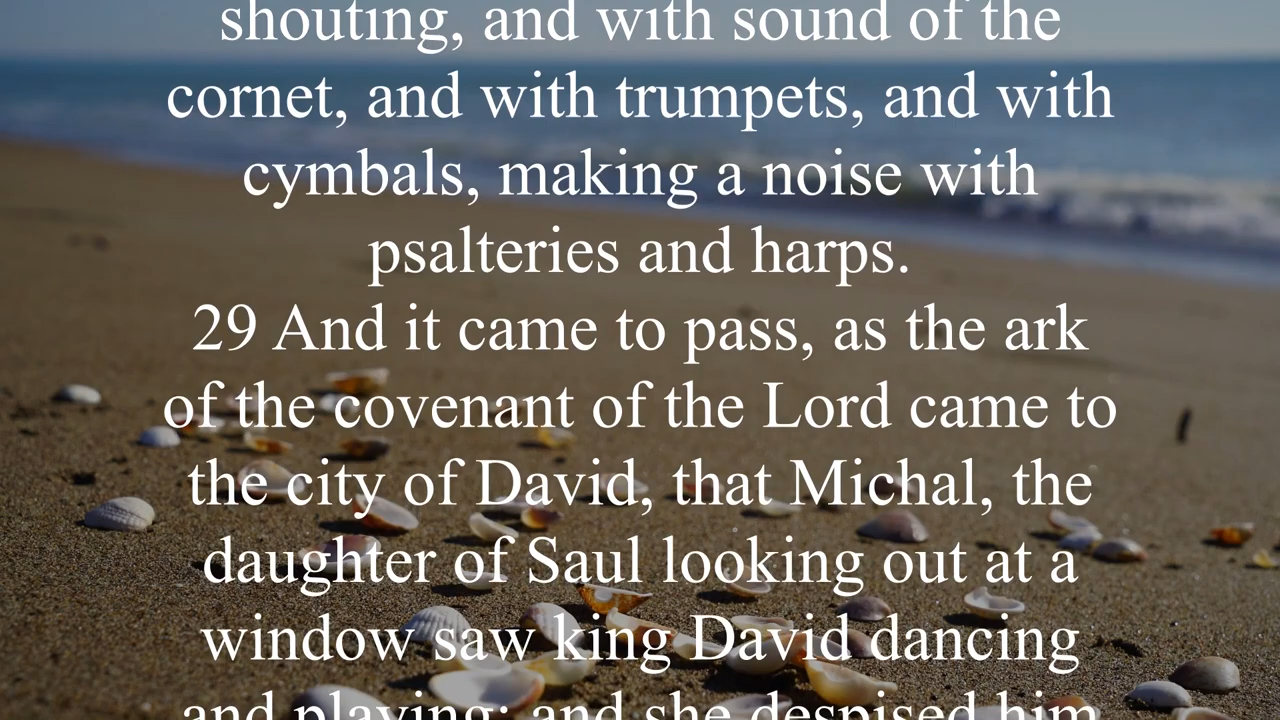 shouting, and with sound of the
cornet, and with trumpets, and with
cymbals, making a noise with
psalteries and harps.
29 And it came to pass, as the ark
of the covenant of the Lord came to
the city of David, that Michal, the
daughter of Saul looking out at a
window saw king David dancing
and playing: and she despised him